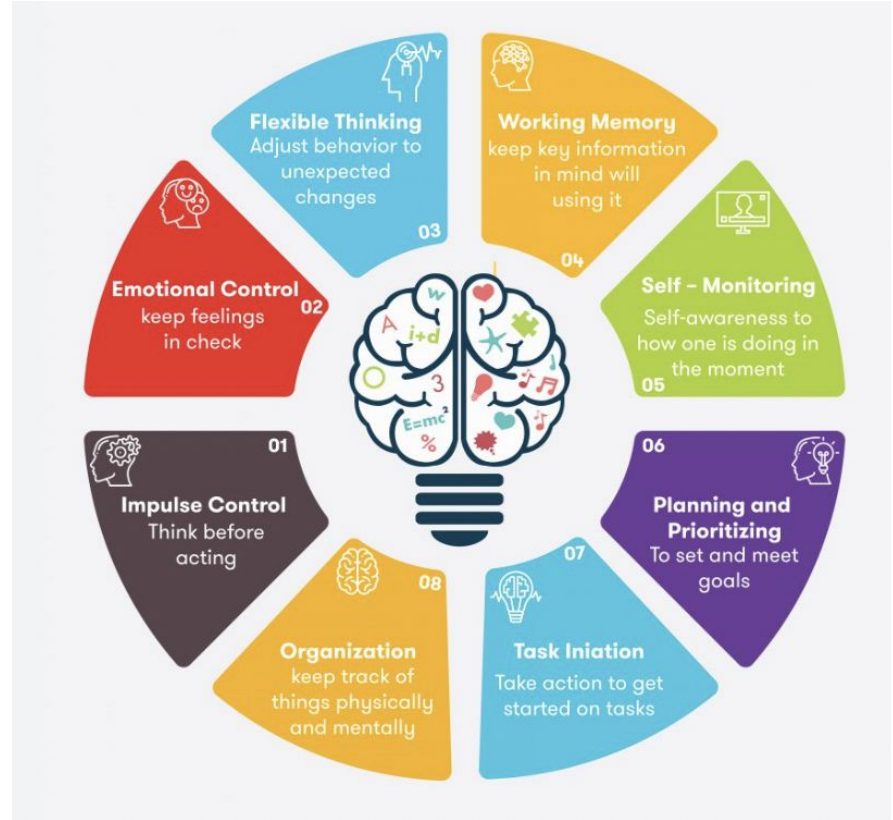 01
Impulse Control
Think before
acting
Emotional Control
02
keep feelings
in check
Flexible Thinking
Adjust behavior to
unexpected
changes
03
Working Memory
keep key information
in mind will
using it
04
Self – Monitoring
Self-awareness to
how one is doing in
the moment
05
06
Planning and
Prioritizing
To set and meet
goals
07
Task Iniation
Take action to get
started on tasks
08
Organization
keep track of
things physically
and mentally
W
A
i+d
3
E=mc²
%